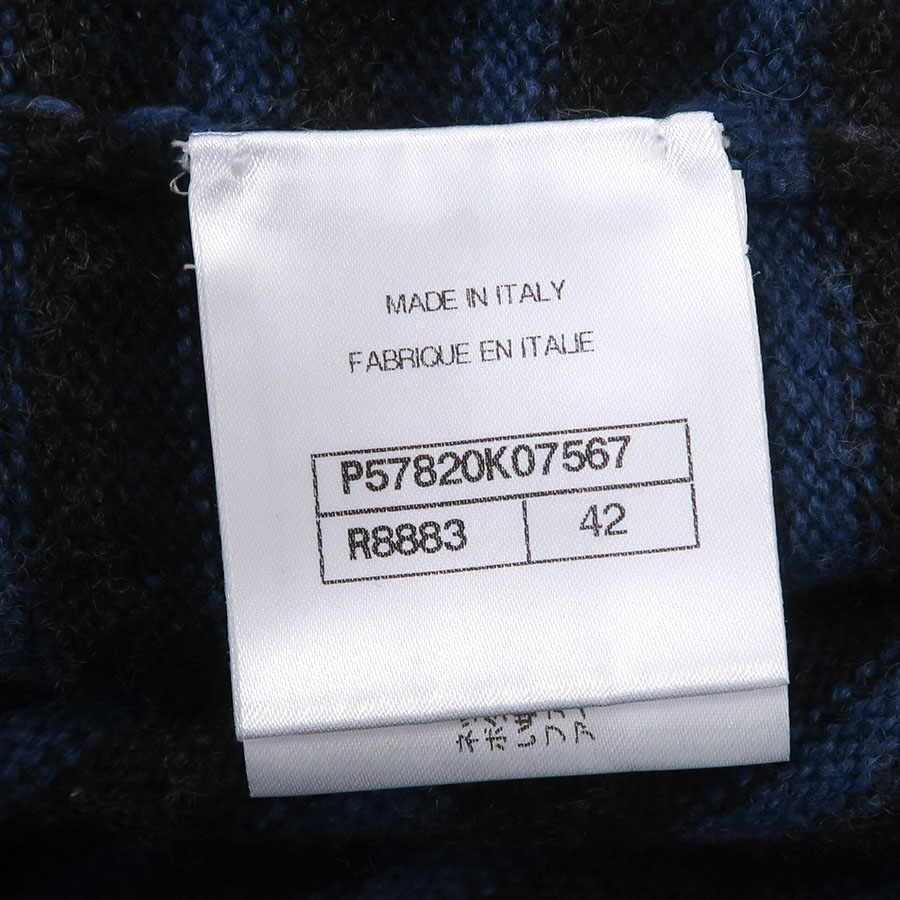 MADE IN ITALY
FABRIQUE EN ITALIE
P57820K07567
R8883 42